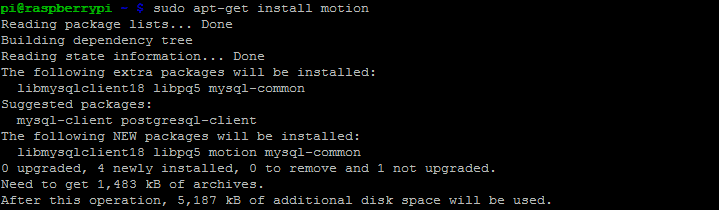 pi@raspberrypi ~ $ sudo apt-get install motion
Reading package lists... Done
Building dependency tree
Reading state information... Done
The following extra packages will be installed:
  libmysqlclient18 libpq5 mysql-common
Suggested packages:
  mysql-client postgresql-client
The following NEW packages will be installed:
  libmysqlclient18 libpq5 motion mysql-common
0 upgraded, 4 newly installed, 0 to remove and 1 not upgraded.
Need to get 1,483 kB of archives.
After this operation, 5,187 kB of additional disk space will be used.